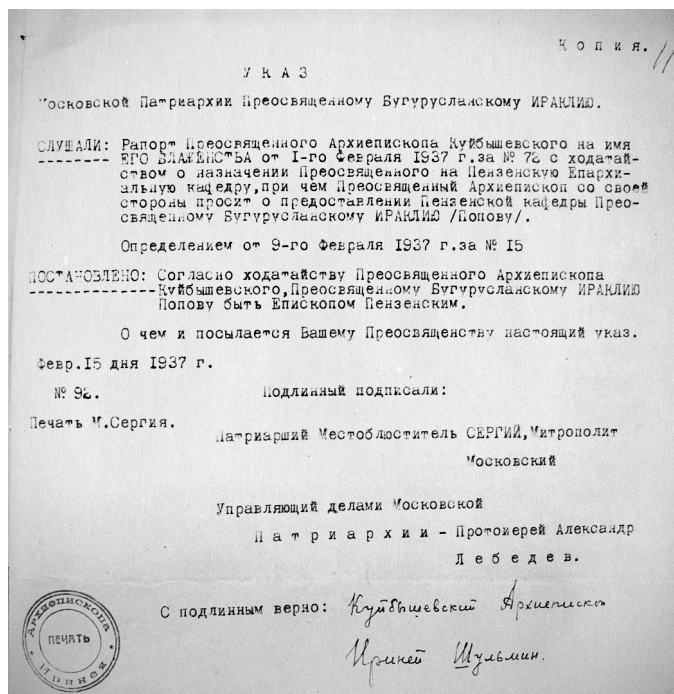 Копия.
УКАЗ
Московской Патриархии Преосвященному Бугурусланскому ИРАКЛИЮ.
СЛУШАЛИ: Рапорт Преосвященного Архиепископа Куйбышевского на имя
ЕГО БЛАЖЕНСТВА от I-го Февраля 1937 г.за № 72 с ходатай-
ством о назначении Преосвященного на Пензенскую Епархи-
альную кафедру,при чем Преосвященный Архиепископ со своей
стороны просит о предоставлении Пензенской кафедры Прео-
священному Бугурусланскому ИРАКЛИЮ /Попову/.
Определением от 9-го Февраля 1937 г.за № 15
ПОСТАНОВЛЕНО: Согласно ходатайству Преосвященного Архиепископа
Куйбышевского,Преосвященному Бугурусланскому ИРАКЛИЮ
Попову быть Епископом Пензенским.
О чем и посылается Вашему Преосвященству настоящий указ.
Февр.15 дня 1937 г.
№ 92.
Подлинный подписали:
Печать М.Сергия.
Патриарший Местоблюститель СЕРГИЙ,Митрополит
Московский
Управляющий делами Московской
Патриархии - Протоиерей Александр
Лебедев.
С подлинным верно: Куйбышевский Архиепископ
Ириней Шульмин.
Архиепископа
ПЕЧАТЬ
Иринея